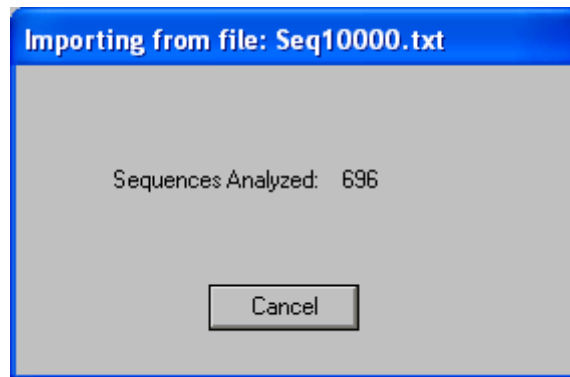 Importing from file: Seq10000.txt
Sequences Analyzed: 696
Cancel